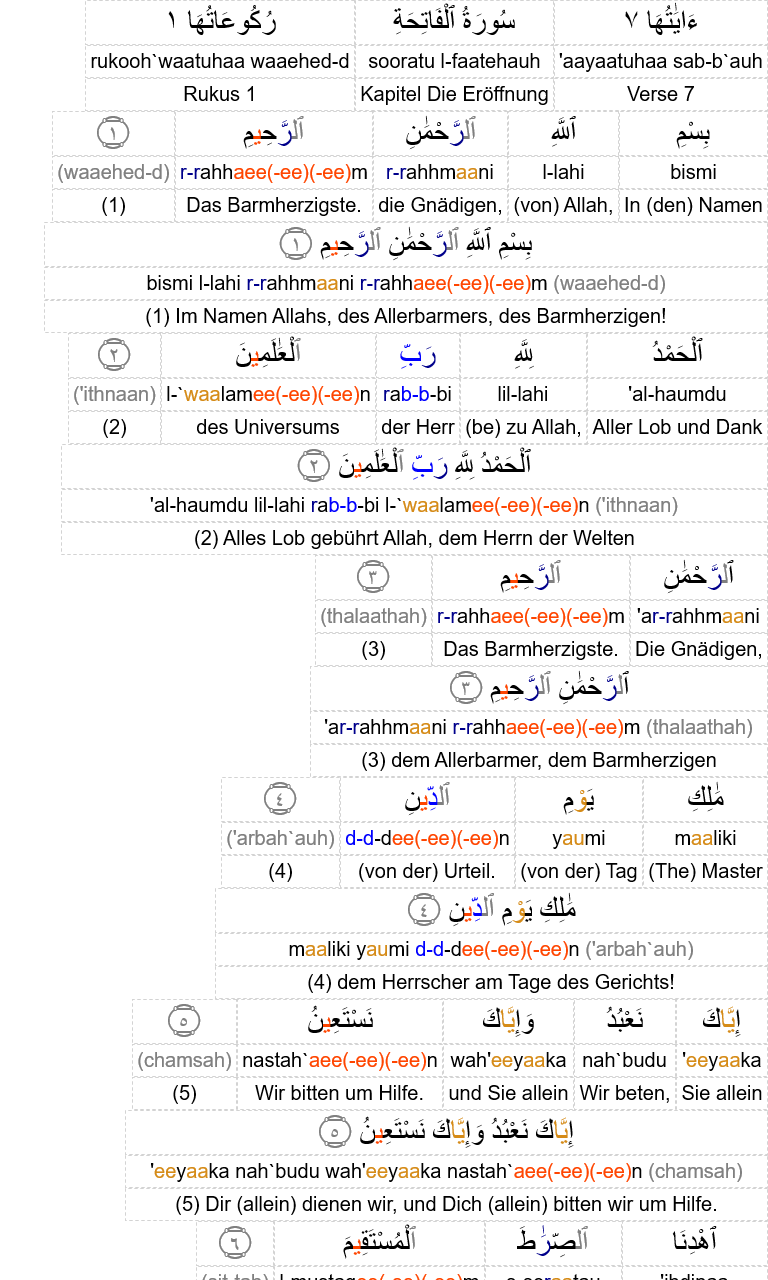 ءَايَٰتُهَا ٧ سُورَةُ ٱلْفَاتِحَةِ رُكُوعَاتُهَا ١
'aayaatuhaa sab-b`auh sooratu l-faatehauh rukooh`waatuhaa waaehed-d
Verse 7 Kapitel Die Eröffnung Rukus 1
بِسْمِ ٱللَّهِ ٱلرَّحْمَٰنِ ٱلرَّحِيمِ ١
bismi l-lahi r-rahhmaani r-rahhaee(-ee)(-ee)m (waaehed-d)
In (den) Namen (von) Allah, die Gnädigen, Das Barmherzigste. (1)
بِسْمِ ٱللَّهِ ٱلرَّحْمَٰنِ ٱلرَّحِيمِ ١
bismi l-lahi r-rahhmaani r-rahhaee(-ee)(-ee)m (waaehed-d)
(1) Im Namen Allahs, des Allerbarmers, des Barmherzigen!
ٱلْحَمْدُ لِلَّهِ رَبِّ ٱلْعَٰلَمِينَ ٢
'al-haumdu lil-lahi rab-b-bi l-`waalamee(-ee)(-ee)n ('ithnaan)
Aller Lob und Dank (be) zu Allah, der Herr des Universums (2)
ٱلْحَمْدُ لِلَّهِ رَبِّ ٱلْعَٰلَمِينَ ٢
'al-haumdu lil-lahi rab-b-bi l-`waalamee(-ee)(-ee)n ('ithnaan)
(2) Alles Lob gebührt Allah, dem Herrn der Welten
ٱلرَّحْمَٰنِ ٱلرَّحِيمِ ٣
'ar-rahhmaani r-rahhaee(-ee)(-ee)m (thalaathah)
Die Gnädigen, Das Barmherzigste. (3)
ٱلرَّحْمَٰنِ ٱلرَّحِيمِ ٣
'ar-rahhmaani r-rahhaee(-ee)(-ee)m (thalaathah)
(3) dem Allerbarmer, dem Barmherzigen
مَٰلِكِ يَوْمِ ٱلدِّينِ ٤
maaliki yaumi d-d-dee(-ee)(-ee)n ('arbah`auh)
(The) Master (von der) Tag (von der) Urteil. (4)
مَٰلِكِ يَوْمِ ٱلدِّينِ ٤
maaliki yaumi d-d-dee(-ee)(-ee)n ('arbah`auh)
(4) dem Herrscher am Tage des Gerichts!
إِيَّاكَ نَعْبُدُ وَإِيَّاكَ نَسْتَعِينُ ٥
'eeyaaka nah`budu wah'eeyaaka nastah`aee(-ee)(-ee)n (chamsah)
Sie allein Wir beten, und Sie allein Wir bitten um Hilfe. (5)
إِيَّاكَ نَعْبُدُ وَإِيَّاكَ نَسْتَعِينُ ٥
'eeyaaka nah`budu wah'eeyaaka nastah`aee(-ee)(-ee)n (chamsah)
(5) Dir (allein) dienen wir, und Dich (allein) bitten wir um Hilfe.
ٱهْدِنَا ٱلصِّرَٰطَ ٱلْمُسْتَقِيمَ ٦